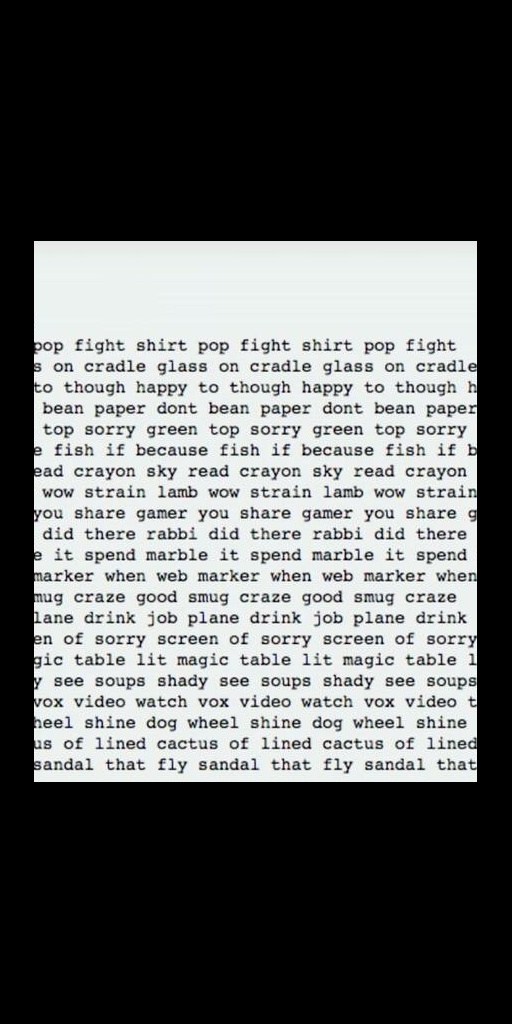 pop fight shirt pop fight shirt pop fight
s on cradle glass on cradle glass on cradle
to though happy to though happy to though h
bean paper dont bean paper dont bean paper
top sorry green top sorry green top sorry
e fish if because fish if because fish if b
ead crayon sky read crayon sky read crayon
wow strain lamb wow strain lamb wow strain
you share gamer you share gamer you share g
did there rabbi did there rabbi did there
e it spend marble it spend marble it spend
marker when web marker when web marker when
mug craze good smug craze good smug craze
lane drink job plane drink job plane drink
en of sorry screen of sorry screen of sorry
gic table lit magic table lit magic table l
y see soups shady see soups shady see soups
vox video watch vox video watch vox video t
heel shine dog wheel shine dog wheel shine
us of lined cactus of lined cactus of lined
sandal that fly sandal that fly sandal that